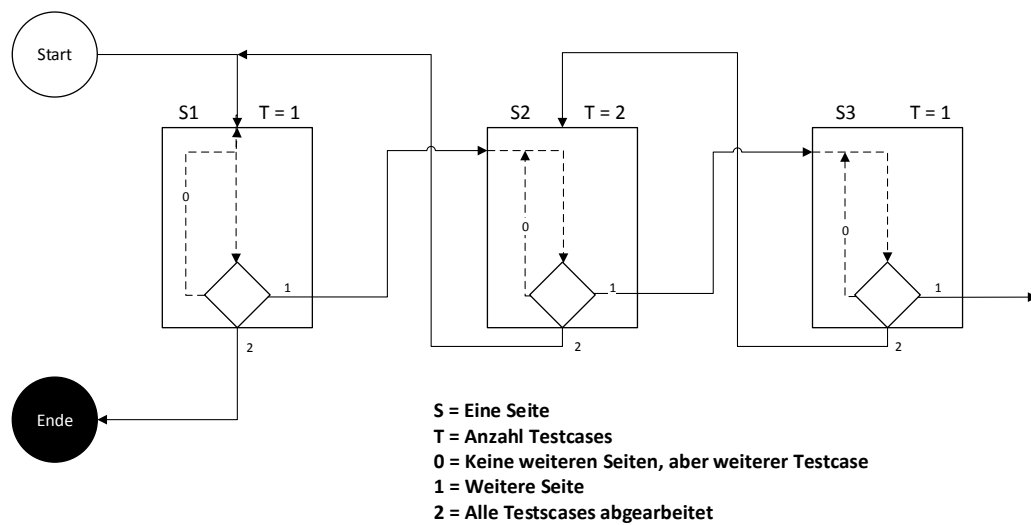 Start
S1 T = 1
S2 T = 2
S3 T = 1
0
0
0
1
1
1
2
2
2
Ende
S = Eine Seite
T = Anzahl Testcases
0 = Keine weiteren Seiten, aber weiterer Testcase
1 = Weitere Seite
2 = Alle Testscases abgearbeitet